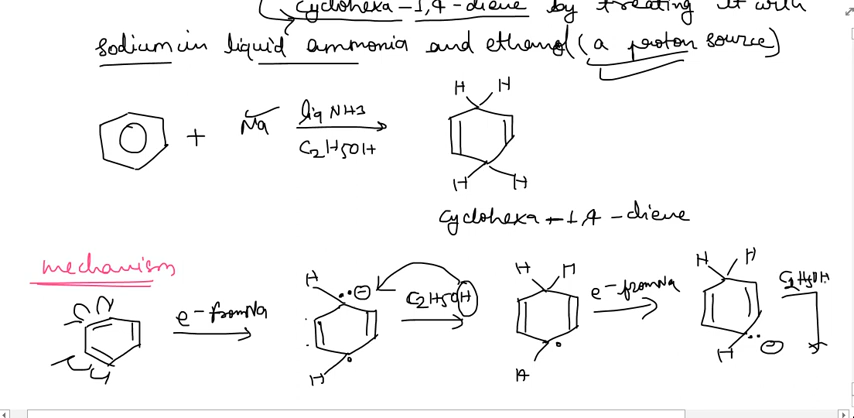 cyclohexa-1,4-diene by treating it with
sodium in liquid ammonia and ethanol (a proton source)
H H
+ Na liq NH3
C2H5OH
H H
cyclohexa-1,4-diene
mechanism
e- from Na
H
⊖
H
C2H5OH
H H
H
e- from Na
H H
H
⊖
C2H5OH